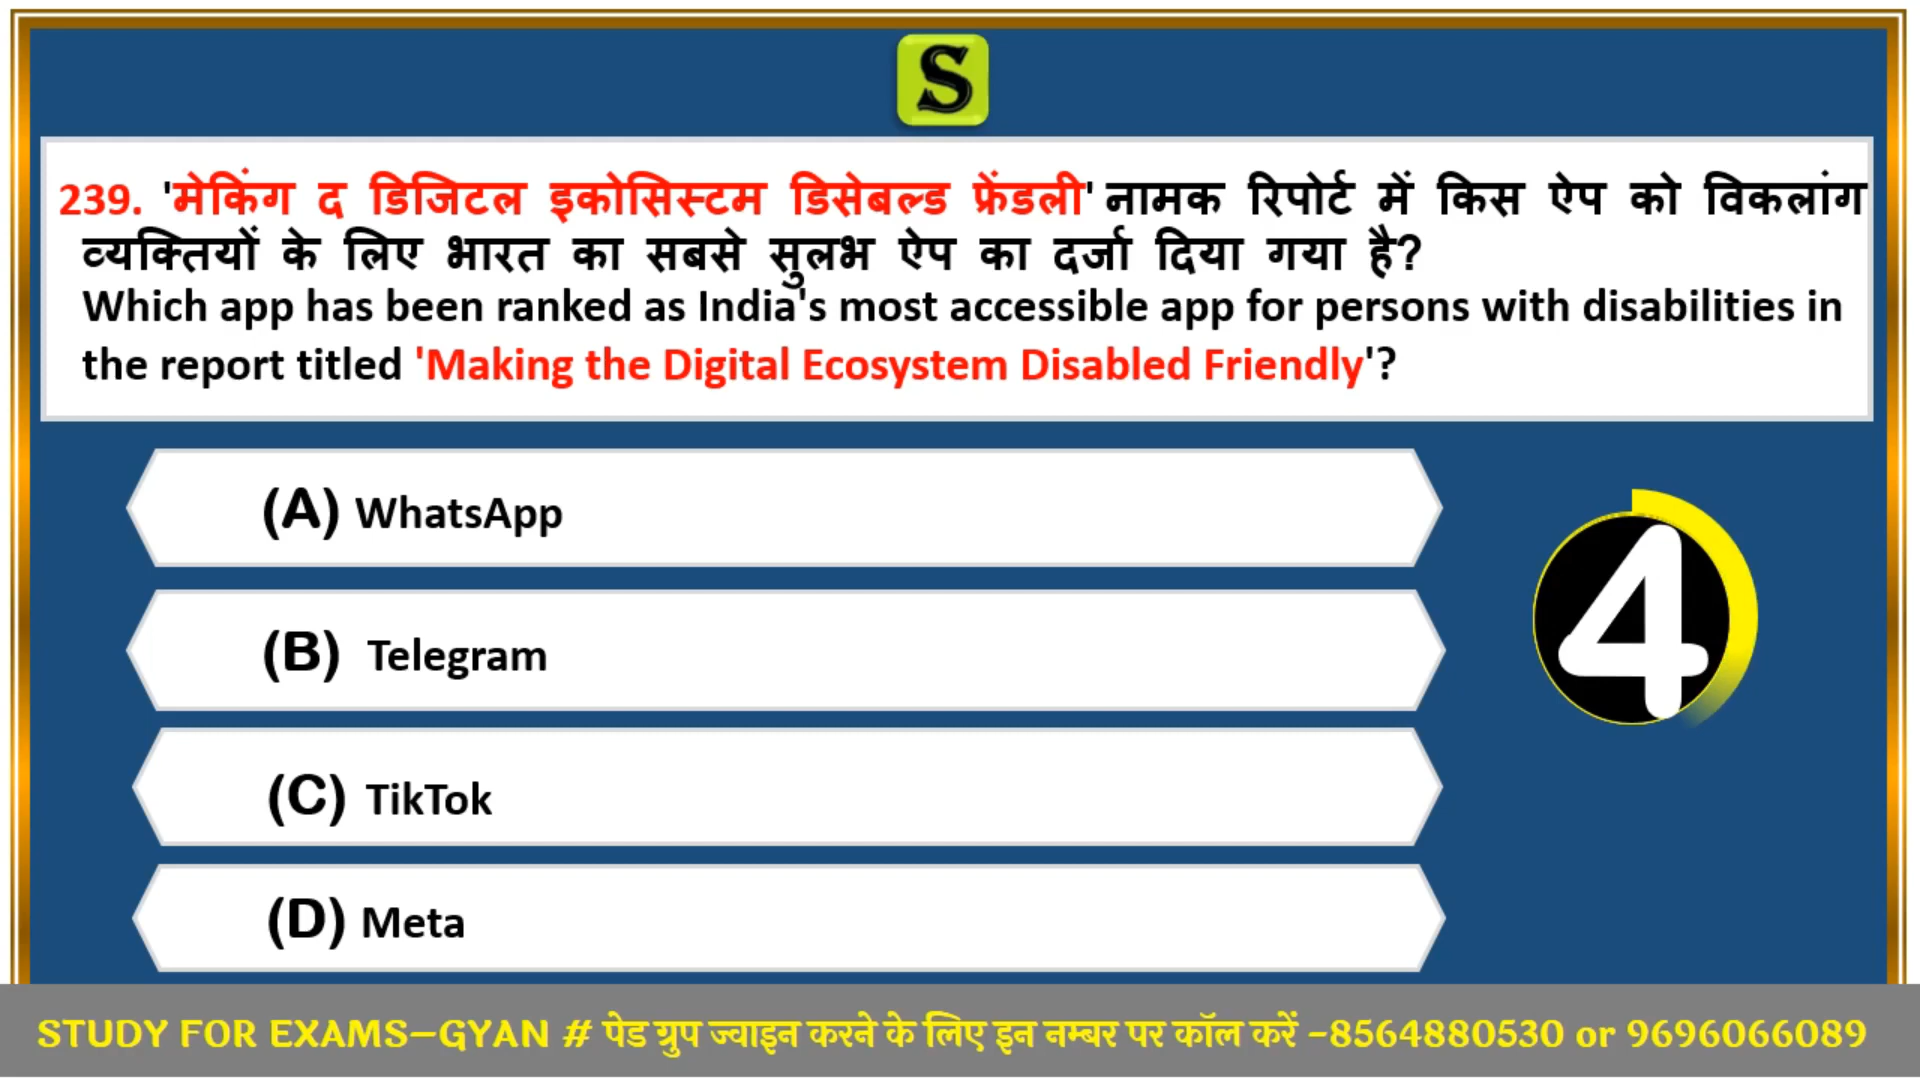 S
239. 'मेकिंग द डिजिटल इकोसिस्टम डिसेबल्ड फ्रेंडली' नामक रिपोर्ट में किस ऐप को विकलांग
व्यक्तियों के लिए भारत का सबसे सुलभ ऐप का दर्जा दिया गया है?
Which app has been ranked as India's most accessible app for persons with disabilities in
the report titled 'Making the Digital Ecosystem Disabled Friendly'?
(A) WhatsApp
(B) Telegram
4
(C) TikTok
(D) Meta
STUDY FOR EXAMS–GYAN # पेड ग्रुप ज्वाइन करने के लिए इन नम्बर पर कॉल करें -8564880530 or 9696066089